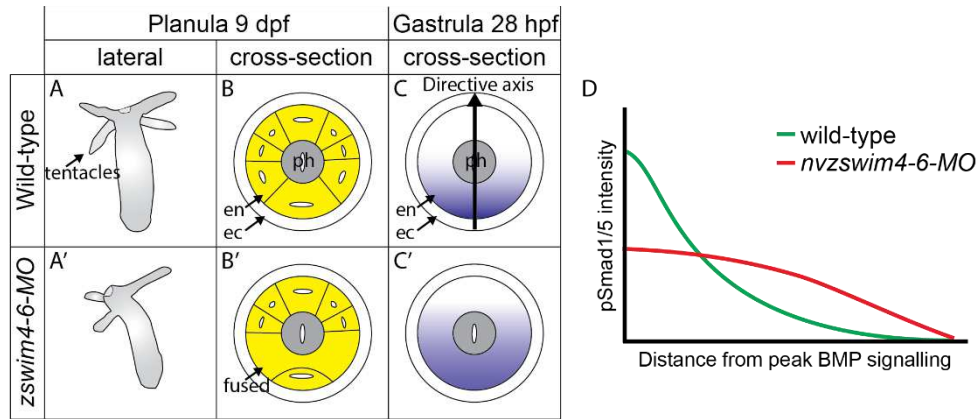 Planula 9 dpf
Gastrula 28 hpf
lateral
cross-section
cross-section
Wild-type
A
tentacles
B
ph
en
ec
C
Directive axis
ph
en
ec
zswim4-6-MO
A'
B'
fused
C'
D
wild-type
nvzswim4-6-MO
pSmad1/5 intensity
Distance from peak BMP signalling